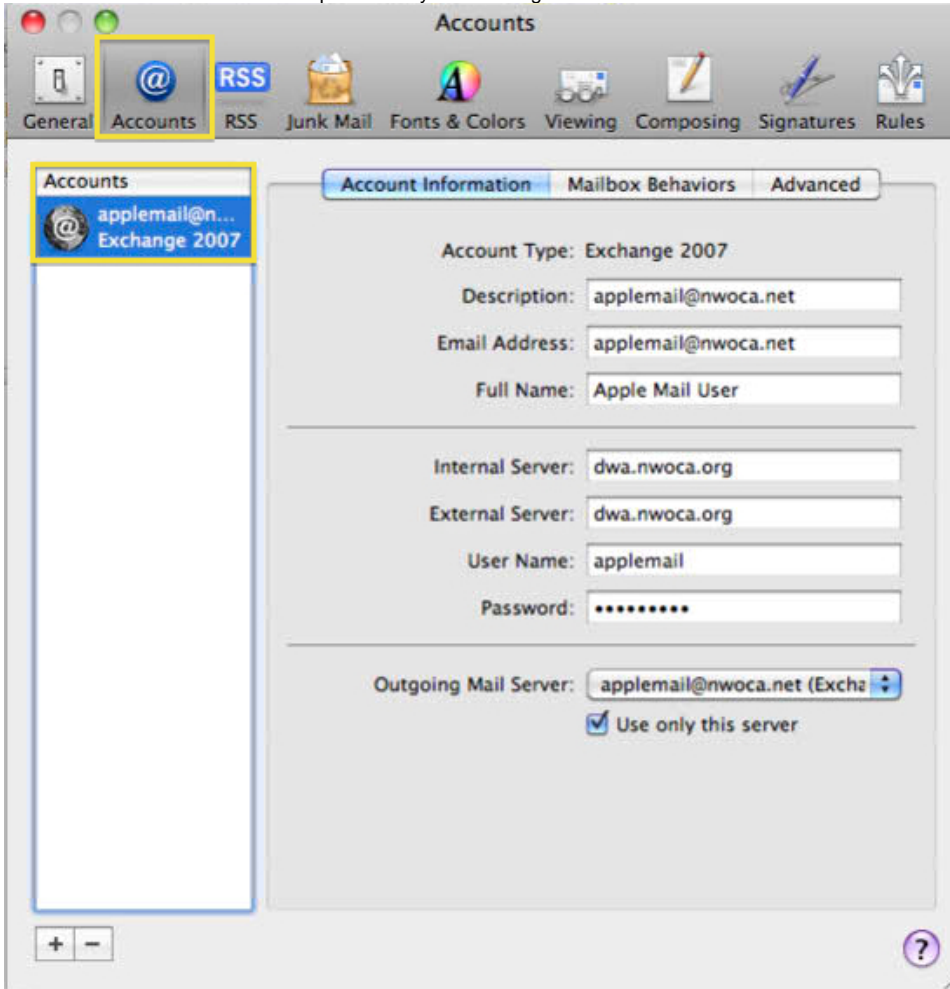 Accounts
RSS
General Accounts RSS Junk Mail Fonts & Colors Viewing Composing Signatures Rules
Accounts
applemail@n...
Exchange 2007
Account Information Mailbox Behaviors Advanced
Account Type: Exchange 2007
Description: applemail@nwoca.net
Email Address: applemail@nwoca.net
Full Name: Apple Mail User
Internal Server: dwa.nwoca.org
External Server: dwa.nwoca.org
User Name: applemail
Password: •••••••••
Outgoing Mail Server: applemail@nwoca.net (Excha
Use only this server
+ −
?